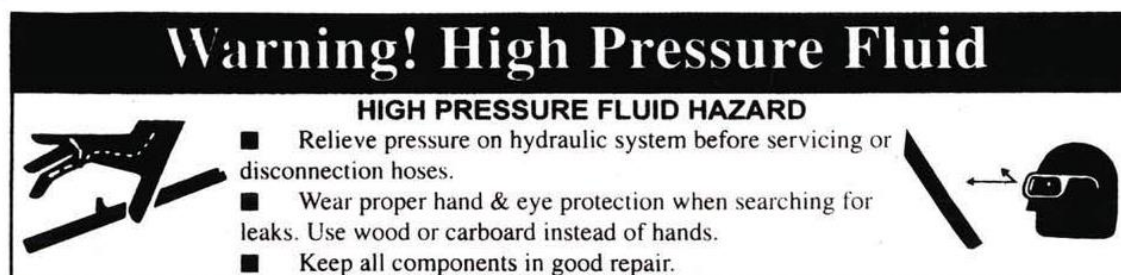 Warning! High Pressure Fluid
HIGH PRESSURE FLUID HAZARD
■ Relieve pressure on hydraulic system before servicing or
disconnection hoses.
■ Wear proper hand & eye protection when searching for
leaks. Use wood or carboard instead of hands.
■ Keep all components in good repair.